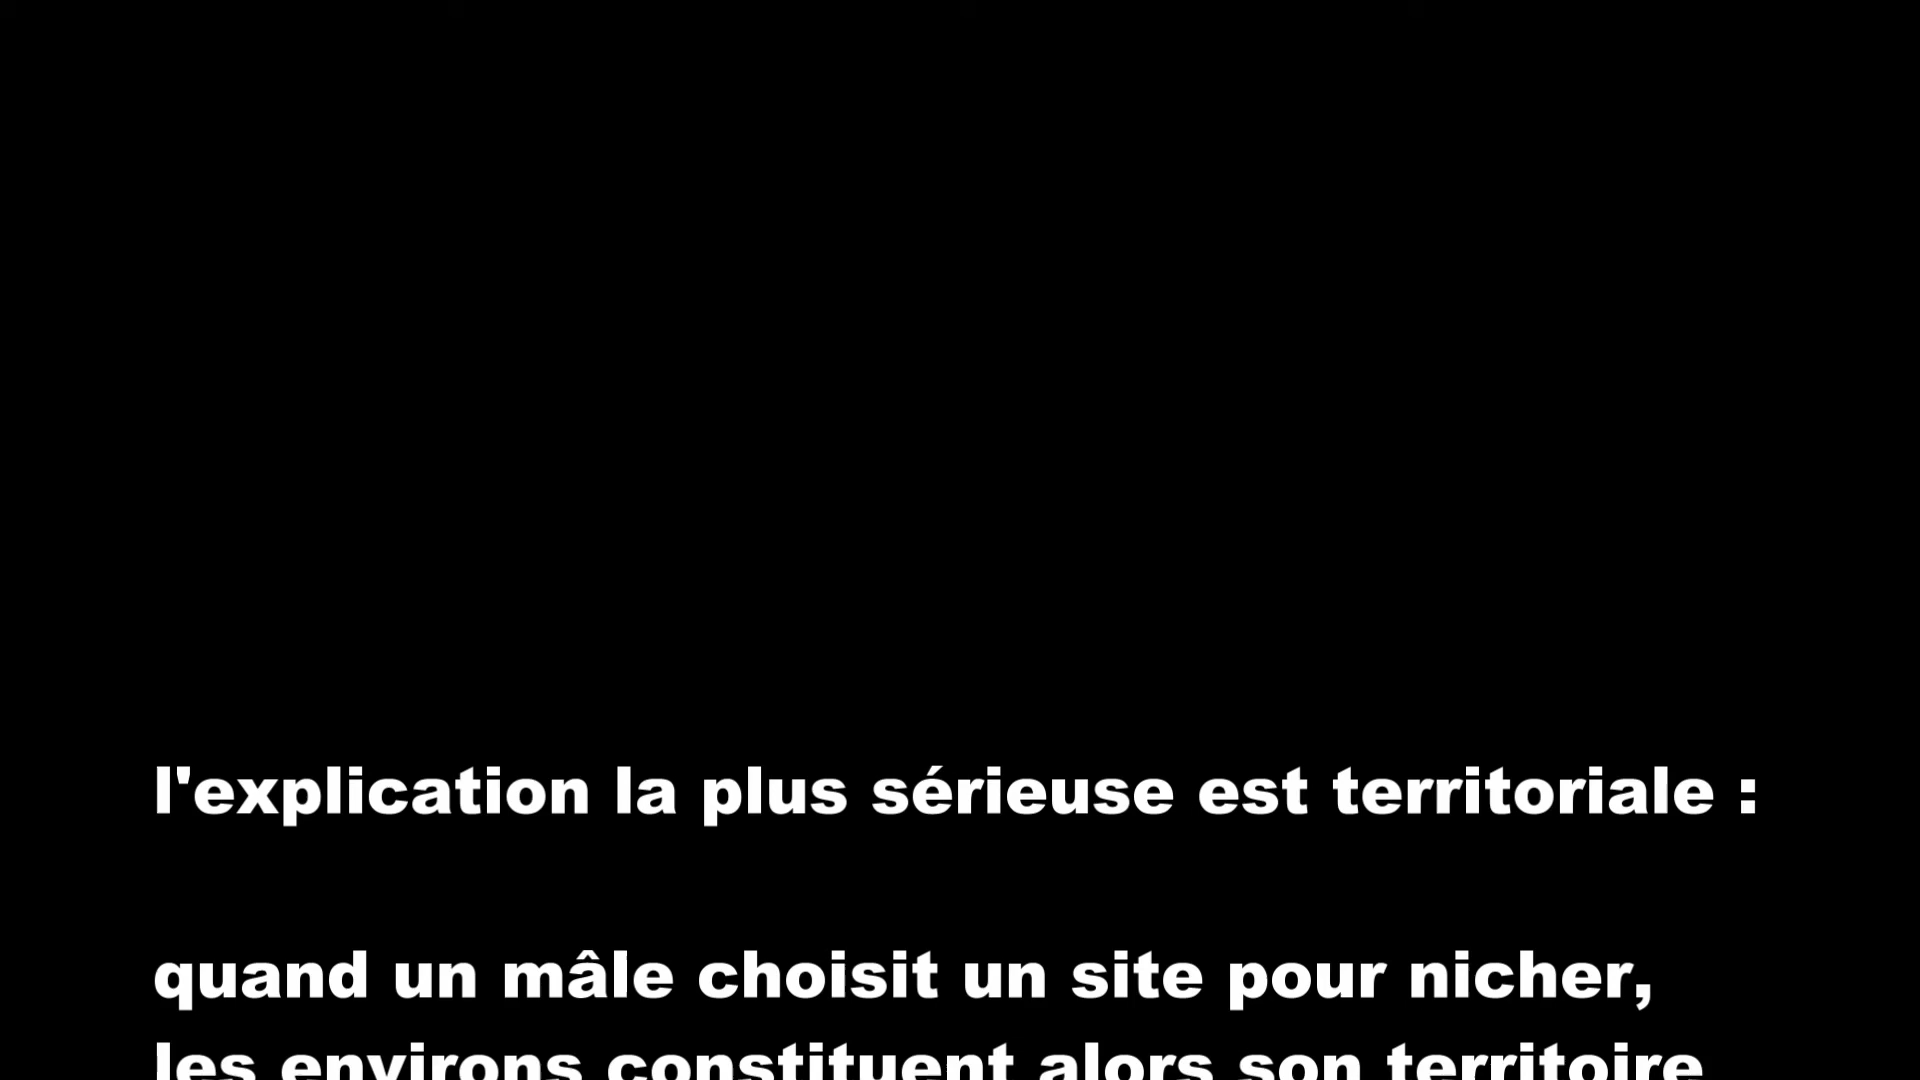 l'explication la plus sérieuse est territoriale :
quand un mâle choisit un site pour nicher,
les environs constituent alors son territoire